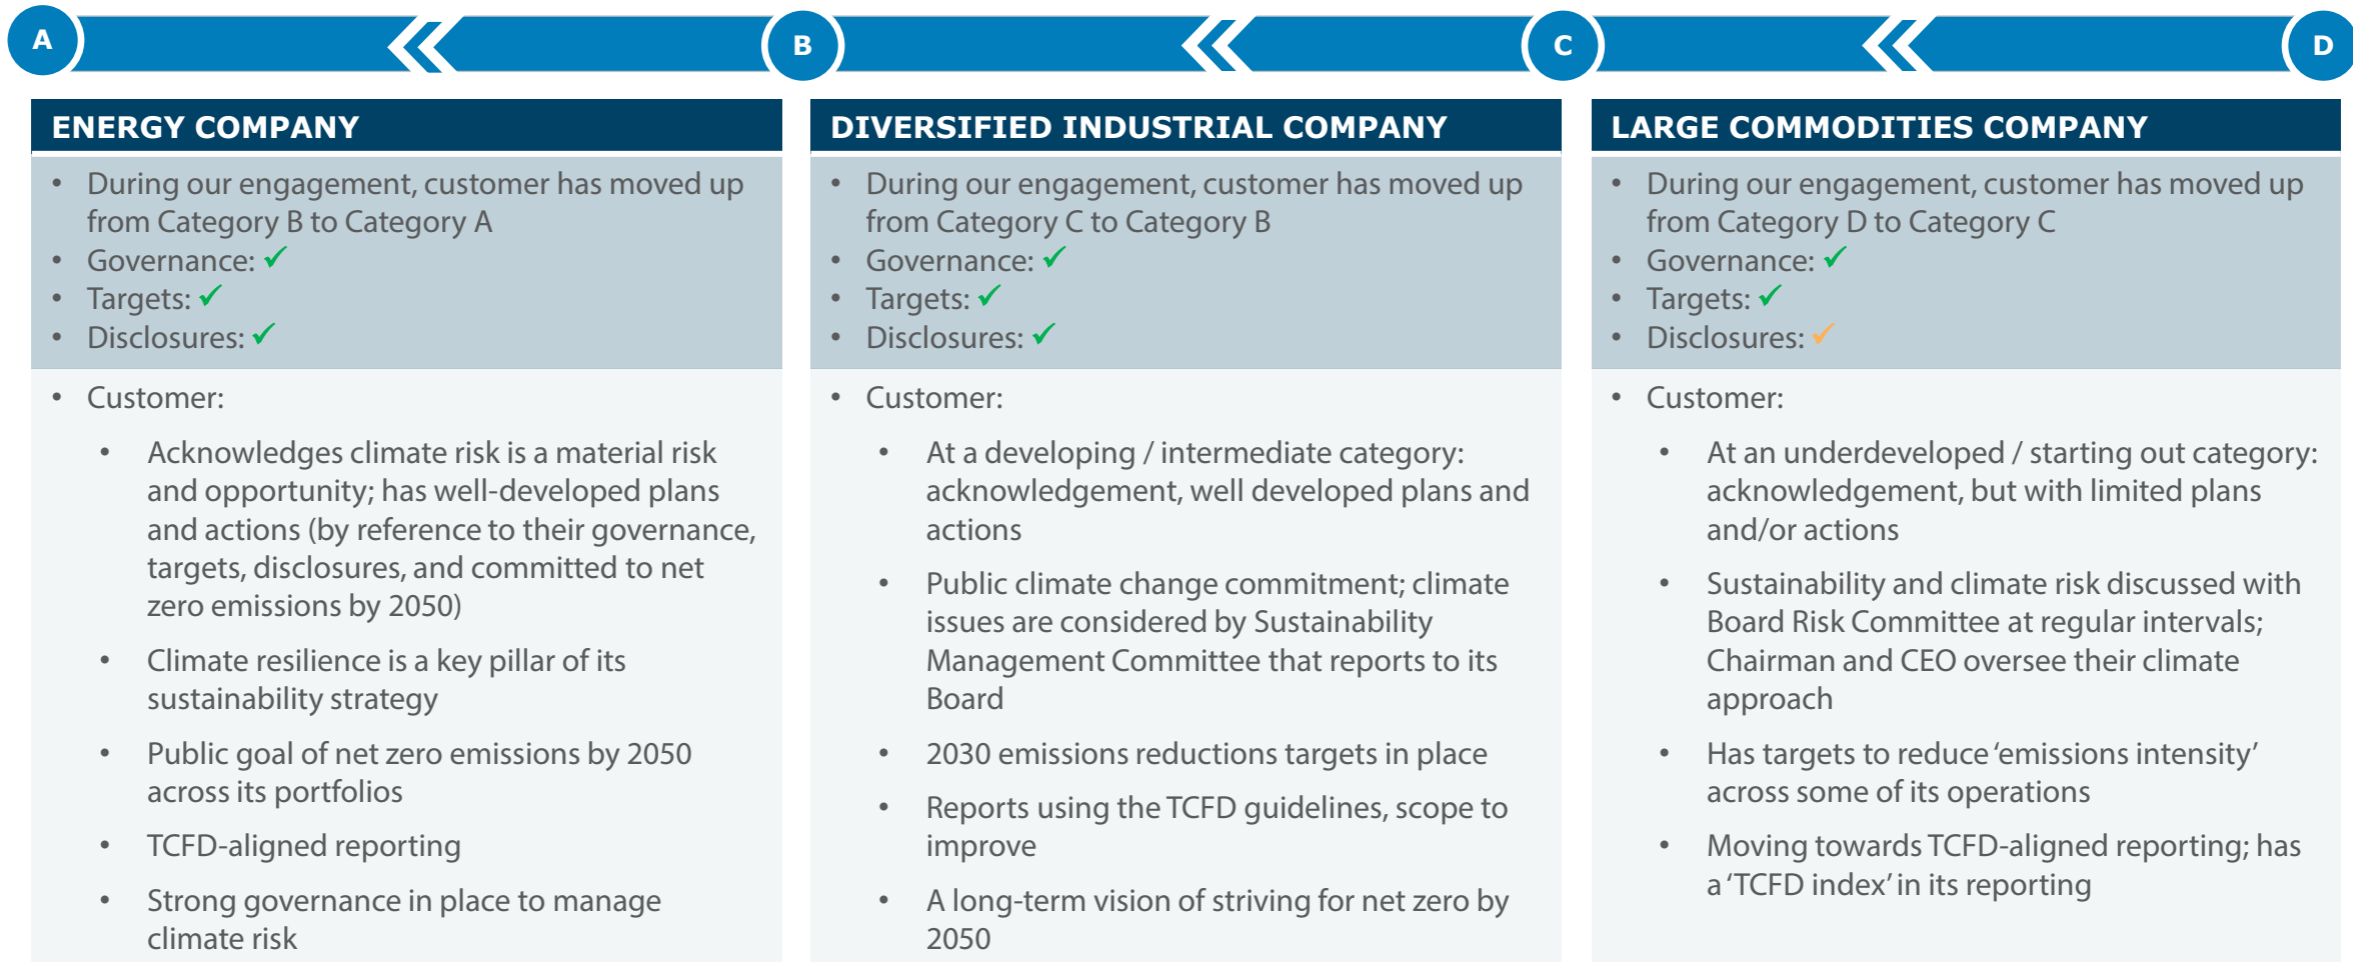 A
B
C
D
ENERGY COMPANY
• During our engagement, customer has moved up
from Category B to Category A
• Governance: ✓
• Targets: ✓
• Disclosures: ✓
• Customer:
• Acknowledges climate risk is a material risk
and opportunity; has well-developed plans
and actions (by reference to their governance,
targets, disclosures, and committed to net
zero emissions by 2050)
• Climate resilience is a key pillar of its
sustainability strategy
• Public goal of net zero emissions by 2050
across its portfolios
• TCFD-aligned reporting
• Strong governance in place to manage
climate risk
DIVERSIFIED INDUSTRIAL COMPANY
• During our engagement, customer has moved up
from Category C to Category B
• Governance: ✓
• Targets: ✓
• Disclosures: ✓
• Customer:
• At a developing / intermediate category:
acknowledgement, well developed plans and
actions
• Public climate change commitment; climate
issues are considered by Sustainability
Management Committee that reports to its
Board
• 2030 emissions reductions targets in place
• Reports using the TCFD guidelines, scope to
improve
• A long-term vision of striving for net zero by
2050
LARGE COMMODITIES COMPANY
• During our engagement, customer has moved up
from Category D to Category C
• Governance: ✓
• Targets: ✓
• Disclosures: ✓
• Customer:
• At an underdeveloped / starting out category:
acknowledgement, but with limited plans
and/or actions
• Sustainability and climate risk discussed with
Board Risk Committee at regular intervals;
Chairman and CEO oversee their climate
approach
• Has targets to reduce ‘emissions intensity’
across some of its operations
• Moving towards TCFD-aligned reporting; has
a ‘TCFD index’ in its reporting